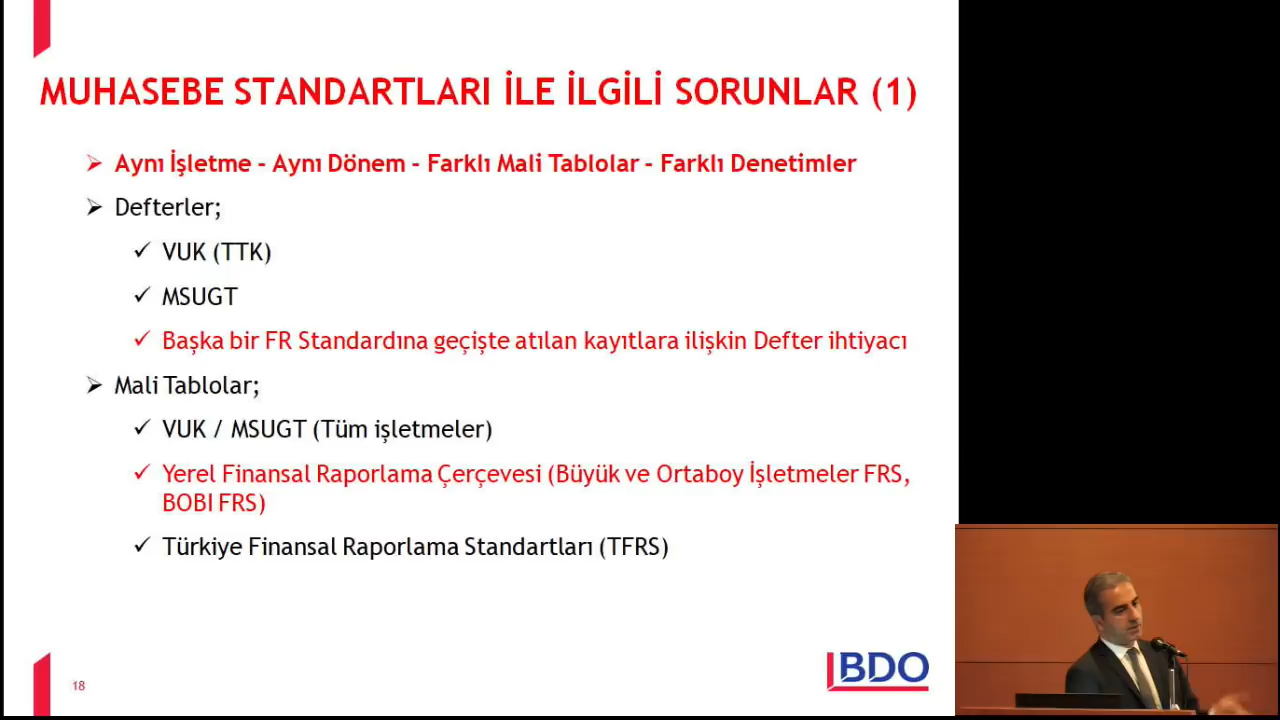 MUHASEBE STANDARTLARI İLE İLGİLİ SORUNLAR (1)
Aynı İşletme - Aynı Dönem - Farklı Mali Tablolar - Farklı Denetimler
Defterler;
VUK (TTK)
MSUGT
Başka bir FR Standardına geçişte atılan kayıtlara ilişkin Defter ihtiyacı
Mali Tablolar;
VUK / MSUGT (Tüm işletmeler)
Yerel Finansal Raporlama Çerçevesi (Büyük ve Ortaboy İşletmeler FRS,
BOBI FRS)
Türkiye Finansal Raporlama Standartları (TFRS)
18
BDO